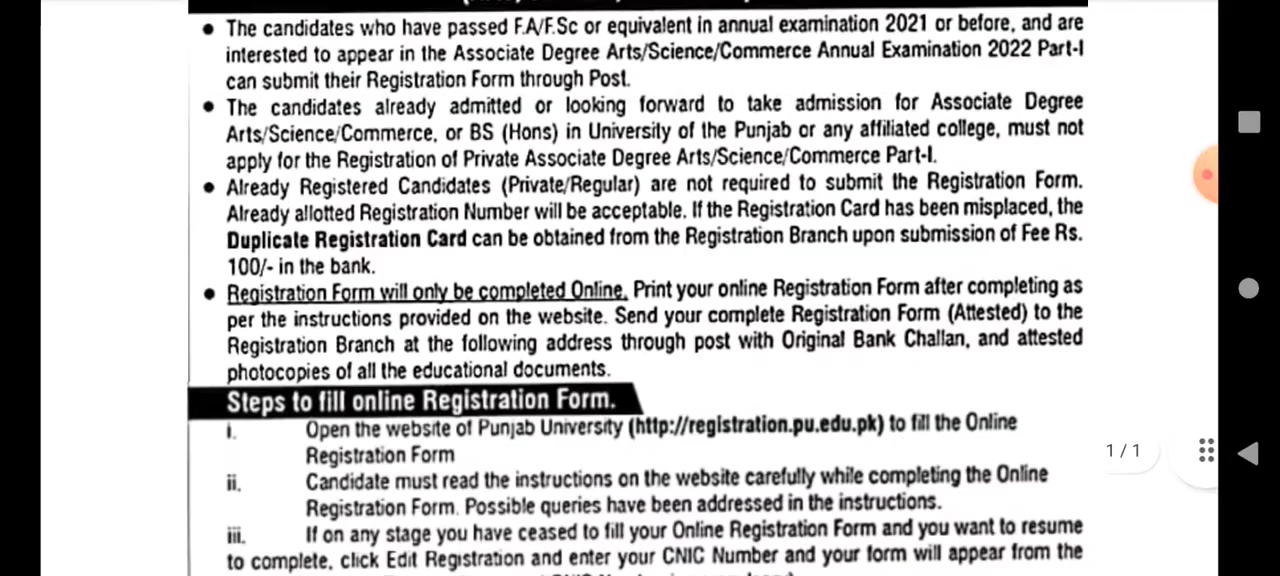 • The candidates who have passed F.A/F.Sc or equivalent in annual examination 2021 or before, and are
interested to appear in the Associate Degree Arts/Science/Commerce Annual Examination 2022 Part-I
can submit their Registration Form through Post.
• The candidates already admitted or looking forward to take admission for Associate Degree
Arts/Science/Commerce, or BS (Hons) in University of the Punjab or any affiliated college, must not
apply for the Registration of Private Associate Degree Arts/Science/Commerce Part-I.
• Already Registered Candidates (Private/Regular) are not required to submit the Registration Form.
Already allotted Registration Number will be acceptable. If the Registration Card has been misplaced, the
Duplicate Registration Card can be obtained from the Registration Branch upon submission of Fee Rs.
100/- in the bank.
• Registration Form will only be completed Online. Print your online Registration Form after completing as
per the instructions provided on the website. Send your complete Registration Form (Attested) to the
Registration Branch at the following address through post with Original Bank Challan, and attested
photocopies of all the educational documents.
Steps to fill online Registration Form.
i. Open the website of Punjab University (http://registration.pu.edu.pk) to fill the Online
Registration Form
ii. Candidate must read the instructions on the website carefully while completing the Online
Registration Form. Possible queries have been addressed in the instructions.
iii. If on any stage you have ceased to fill your Online Registration Form and you want to resume
to complete, click Edit Registration and enter your CNIC Number and your form will appear from the
1 / 1